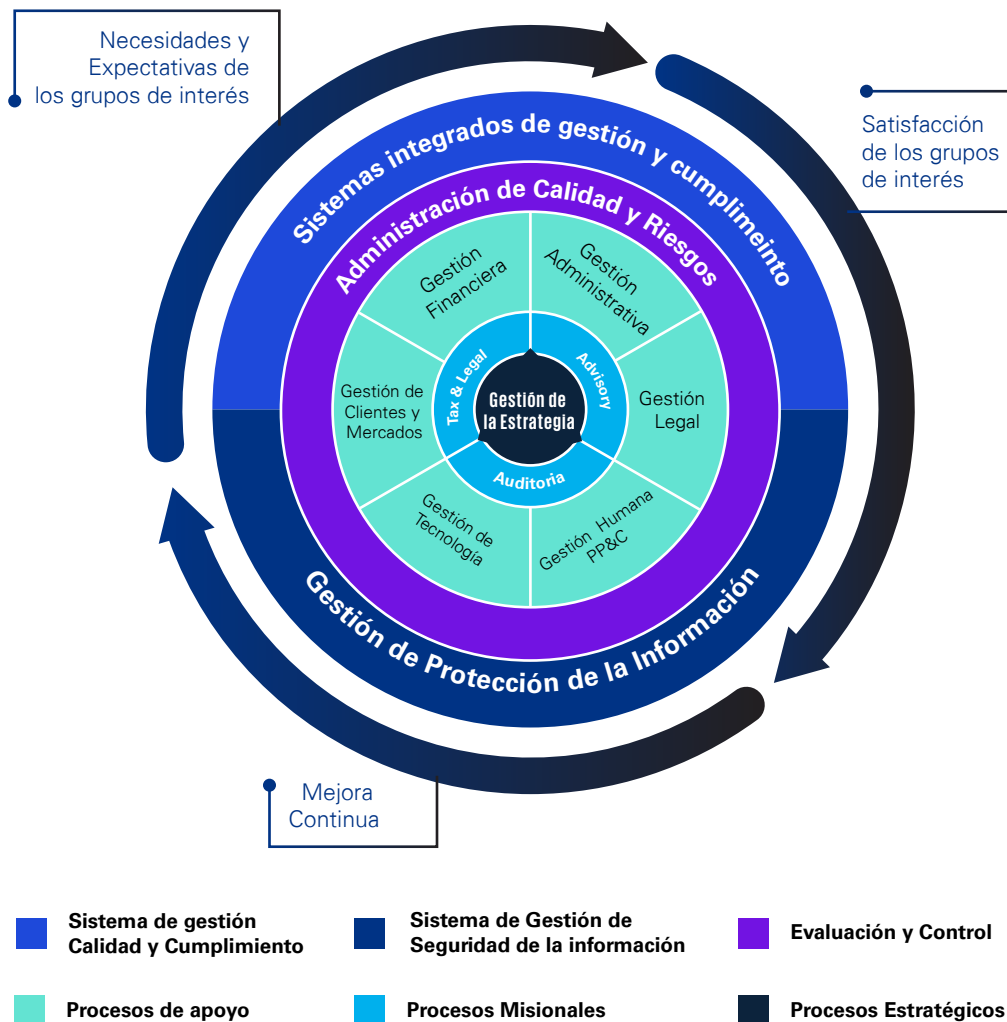 Necesidades y
Expectativas de
los grupos de interés
Satisfacción
de los grupos
de interés
Sistemas integrados de gestión y cumplimeinto
Administración de Calidad y Riesgos
Gestión
Financiera
Gestión
Administrativa
Gestión de
Clientes y
Mercados
Tax & Legal
Gestión de
la Estrategia
Advisory
Gestión
Legal
Auditoria
Gestión de
Tecnología
Gestión Humana
PP&C
Gestión de Protección de la Información
Mejora
Continua
Sistema de gestión
Calidad y Cumplimiento
Sistema de Gestión de
Seguridad de la información
Evaluación y Control
Procesos de apoyo
Procesos Misionales
Procesos Estratégicos